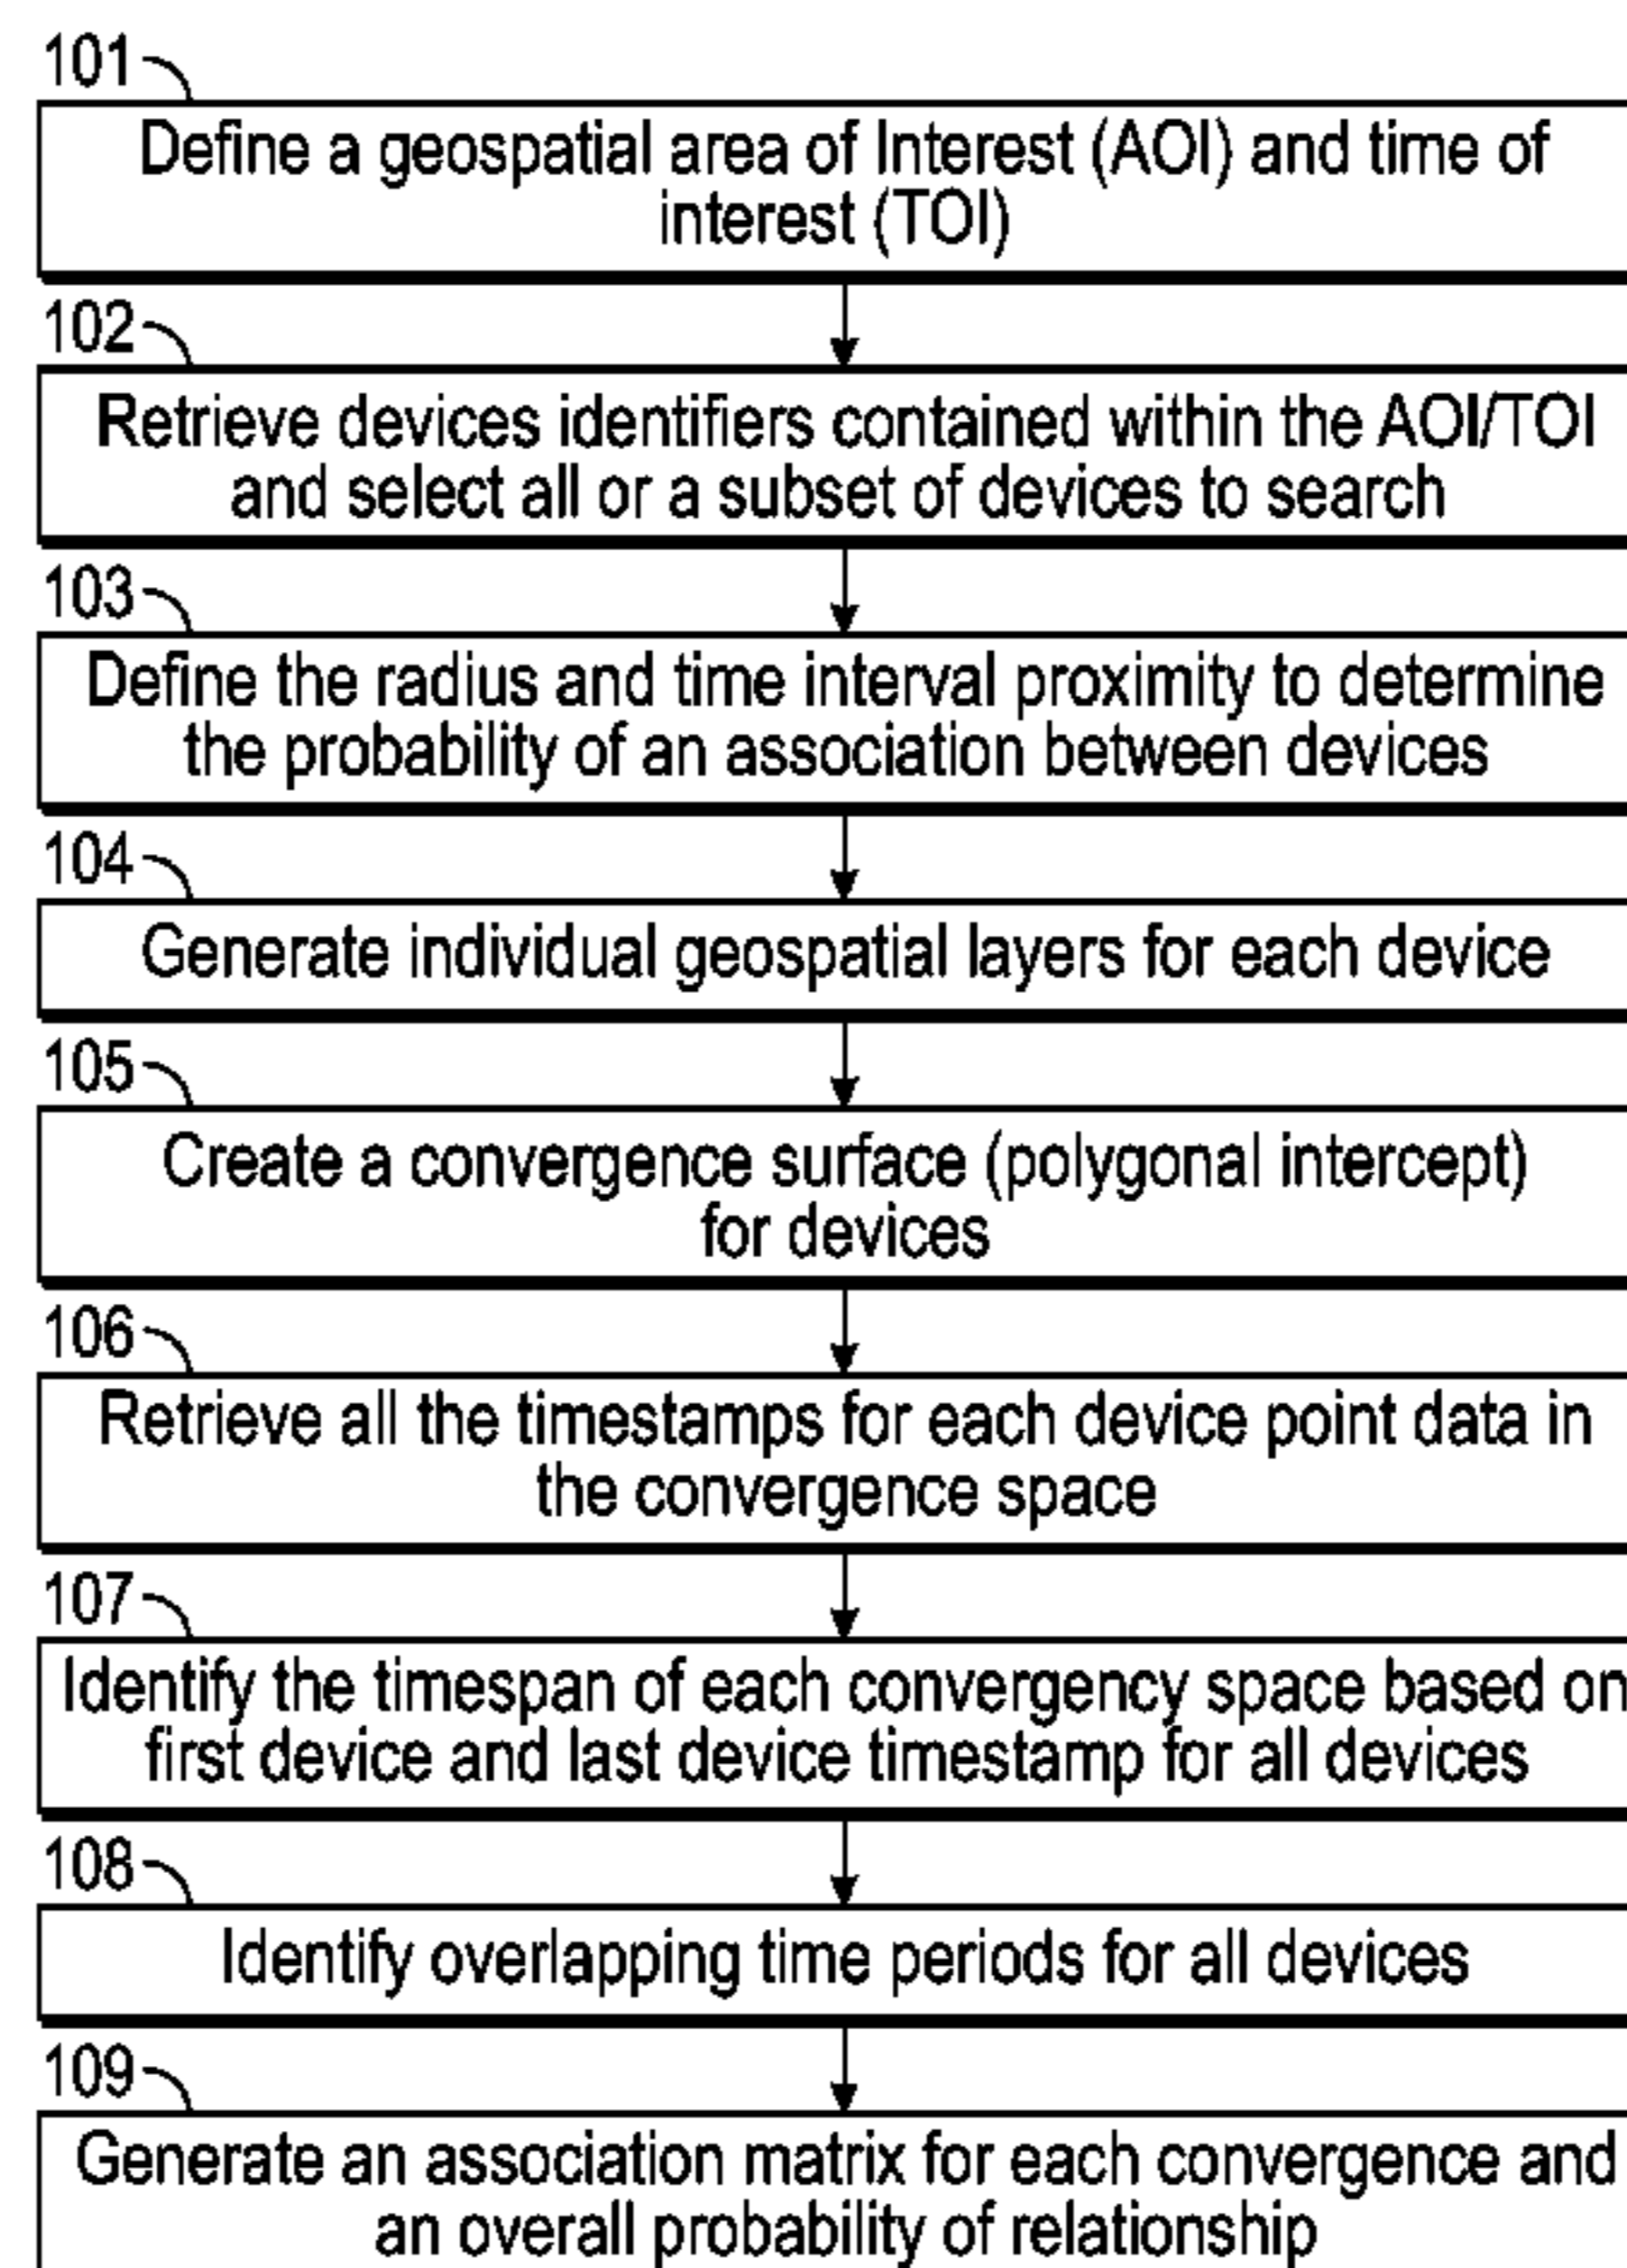 101
Define a geospatial area of Interest (AOI) and time of
interest (TOI)
102
Retrieve devices identifiers contained within the AOI/TOI
and select all or a subset of devices to search
103
Define the radius and time interval proximity to determine
the probability of an association between devices
104
Generate individual geospatial layers for each device
105
Create a convergence surface (polygonal intercept)
for devices
106
Retrieve all the timestamps for each device point data in
the convergence space
107
Identify the timespan of each convergency space based on
first device and last device timestamp for all devices
108
Identify overlapping time periods for all devices
109
Generate an association matrix for each convergence and
an overall probability of relationship